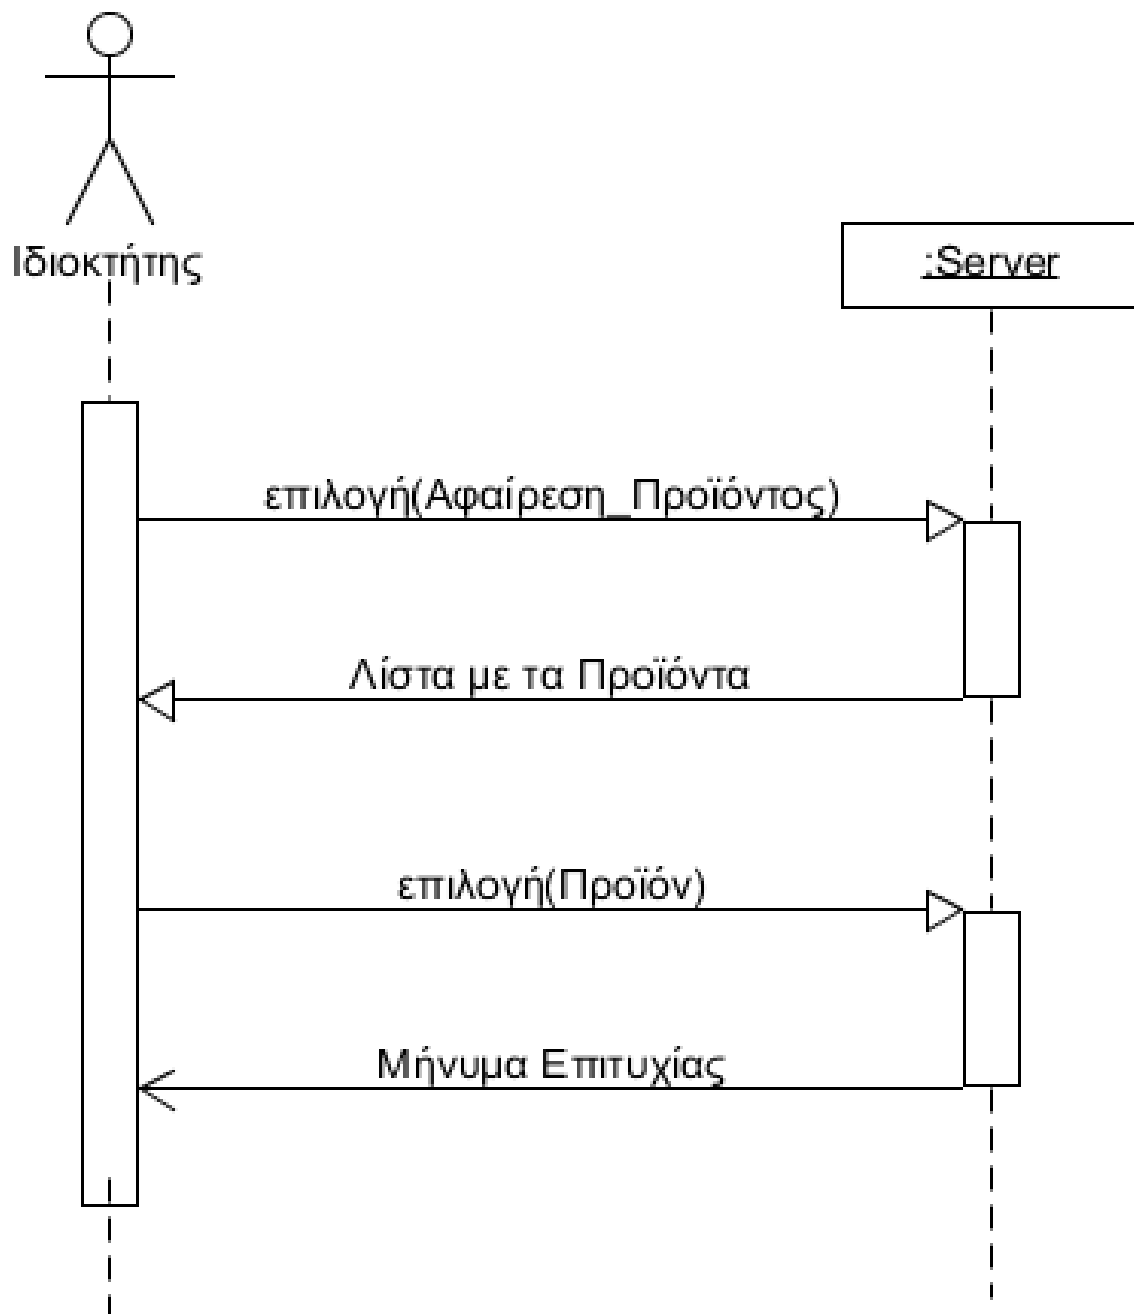 Ιδιοκτήτης
:Server
επιλογή(Αφαίρεση_Προϊόντος)
Λίστα με τα Προϊόντα
επιλογή(Προϊόν)
Μήνυμα Επιτυχίας